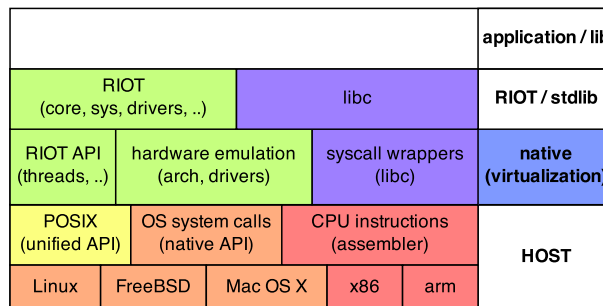 application / lib
RIOT
(core, sys, drivers, ..)
libc
RIOT / stdlib
RIOT API
(threads, ..)
hardware emulation
(arch, drivers)
syscall wrappers
(libc)
native
(virtualization)
POSIX
(unified API)
OS system calls
(native API)
CPU instructions
(assembler)
HOST
Linux
FreeBSD
Mac OS X
x86
arm